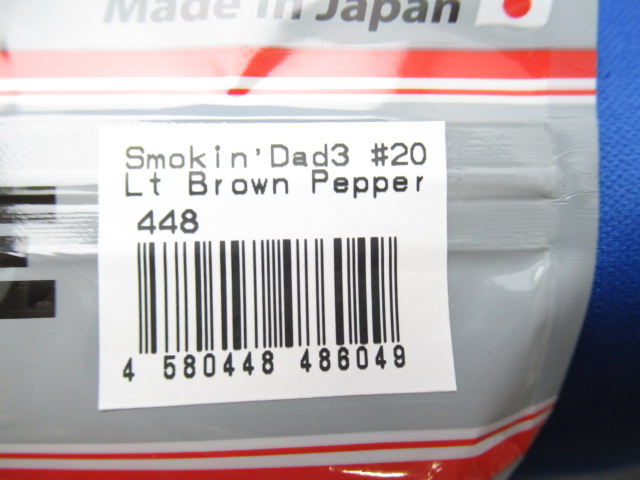 Made in Japan
Smokin'Dad3 #20
Lt Brown Pepper
448
4 580448 486049